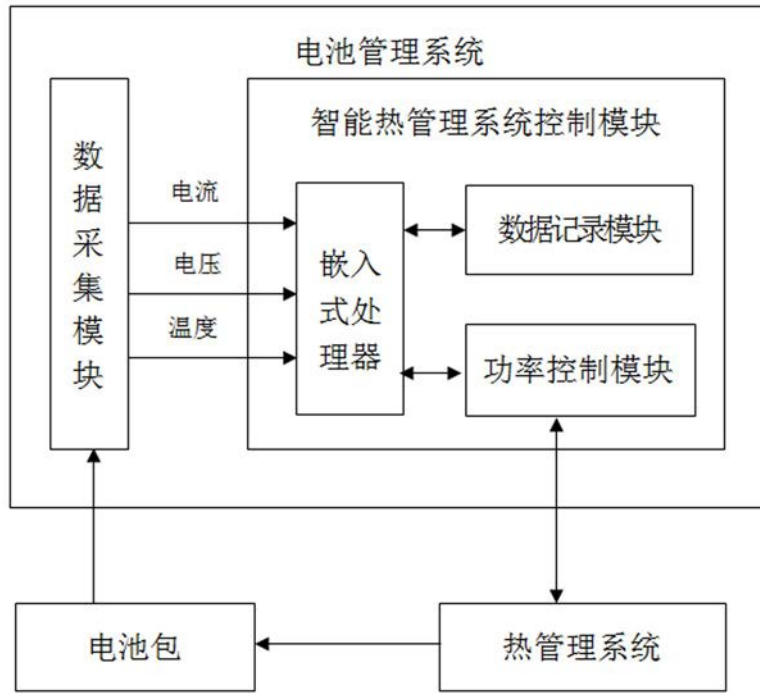 电池管理系统
智能热管理系统控制模块
数
据
采
集
模
块
电流
电压
温度
嵌入
式处
理器
数据记录模块
功率控制模块
电池包
热管理系统